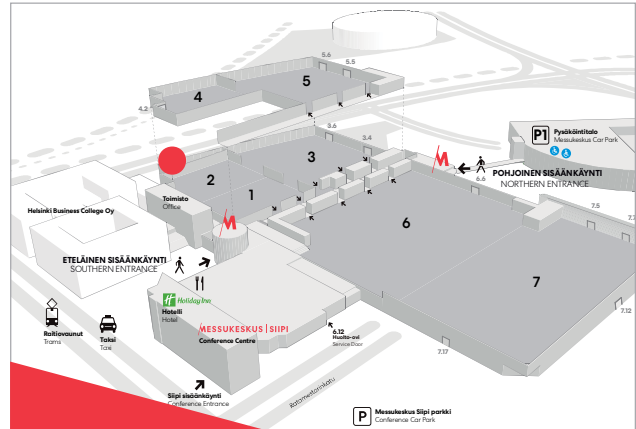 5.6
5.5
5
4
4.2
3.6
3.4
3
2
1
P1 Pysäköintitalo
Messukeskus Car Park
POHJOINEN SISÄÄNKÄYNTI
NORTHERN ENTRANCE
6.6
Toimisto
Office
Helsinki Business College Oy
6
7.5
7
7.12
ETELÄINEN SISÄÄNKÄYNTI
SOUTHERN ENTRANCE
H Holiday Inn
Hotelli
Hotel
MESSUKESKUS | SIIPI
Conference Centre
Raitiovaunut
Trams
Taksi
Taxi
6.12
Huolto-ovi
Service Door
7.17
Siipi sisäänkäynti
Conference Entrance
Ratamestarinkatu
P Messukeskus Siipi parkki
Conference Car Park